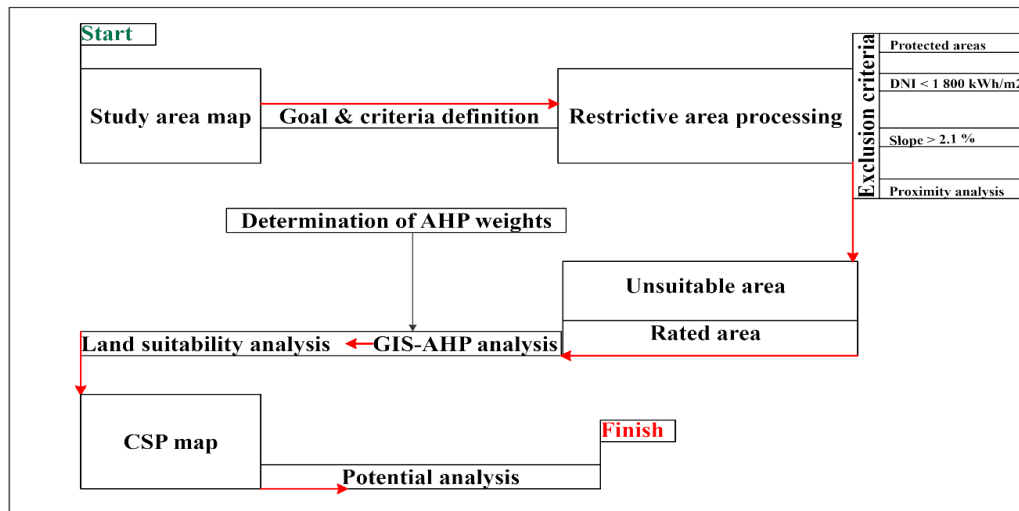 Start
Study area map
Goal & criteria definition
Restrictive area processing
Exclusion criteria
Protected areas
DNI < 1 800 kWh/m2
Slope > 2.1 %
Proximity analysis
Determination of AHP weights
Unsuitable area
Rated area
GIS-AHP analysis
Land suitability analysis
CSP map
Potential analysis
Finish